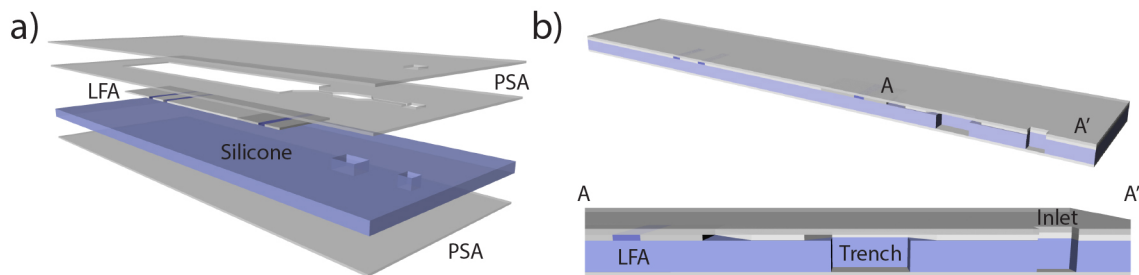 a)
PSA
LFA
Silicone
PSA
b)
A
A'
A
A'
Inlet
LFA
Trench